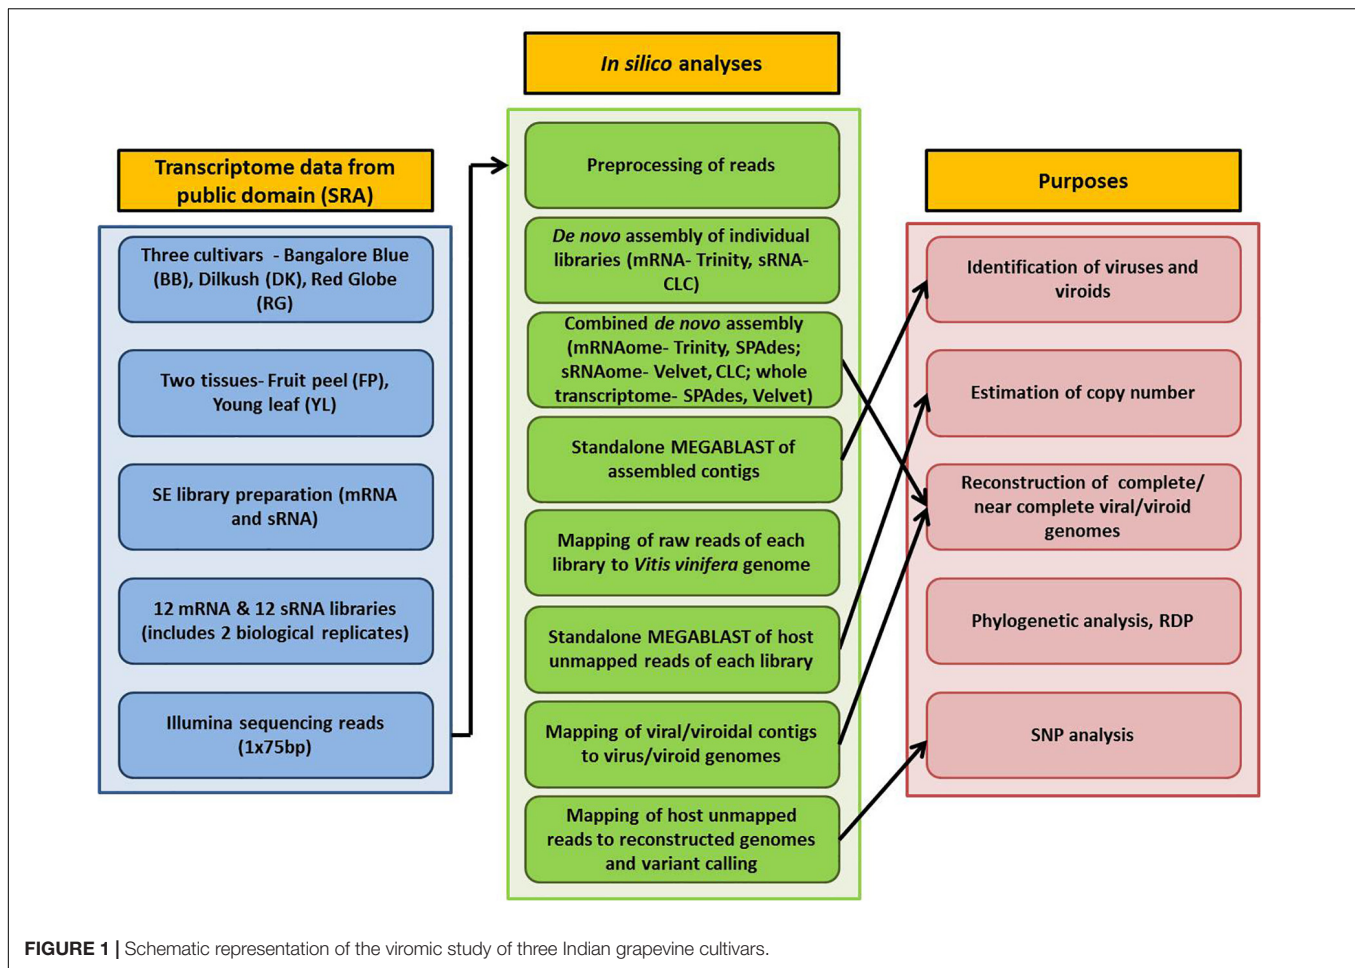 In silico analyses
Transcriptome data from
public domain (SRA)
Three cultivars - Bangalore Blue
(BB), Dilkush (DK), Red Globe
(RG)
Two tissues- Fruit peel (FP),
Young leaf (YL)
SE library preparation (mRNA
and sRNA)
12 mRNA & 12 sRNA libraries
(includes 2 biological replicates)
Illumina sequencing reads
(1x75bp)
Preprocessing of reads
De novo assembly of individual
libraries (mRNA- Trinity, sRNA-
CLC)
Combined de novo assembly
(mRNAome- Trinity, SPAdes;
sRNAome- Velvet, CLC; whole
transcriptome- SPAdes, Velvet)
Standalone MEGABLAST of
assembled contigs
Mapping of raw reads of each
library to Vitis vinifera genome
Standalone MEGABLAST of host
unmapped reads of each library
Mapping of viral/viroidal contigs
to virus/viroid genomes
Mapping of host unmapped
reads to reconstructed genomes
and variant calling
Purposes
Identification of viruses and
viroids
Estimation of copy number
Reconstruction of complete/
near complete viral/viroid
genomes
Phylogenetic analysis, RDP
SNP analysis
FIGURE 1 | Schematic representation of the viromic study of three Indian grapevine cultivars.